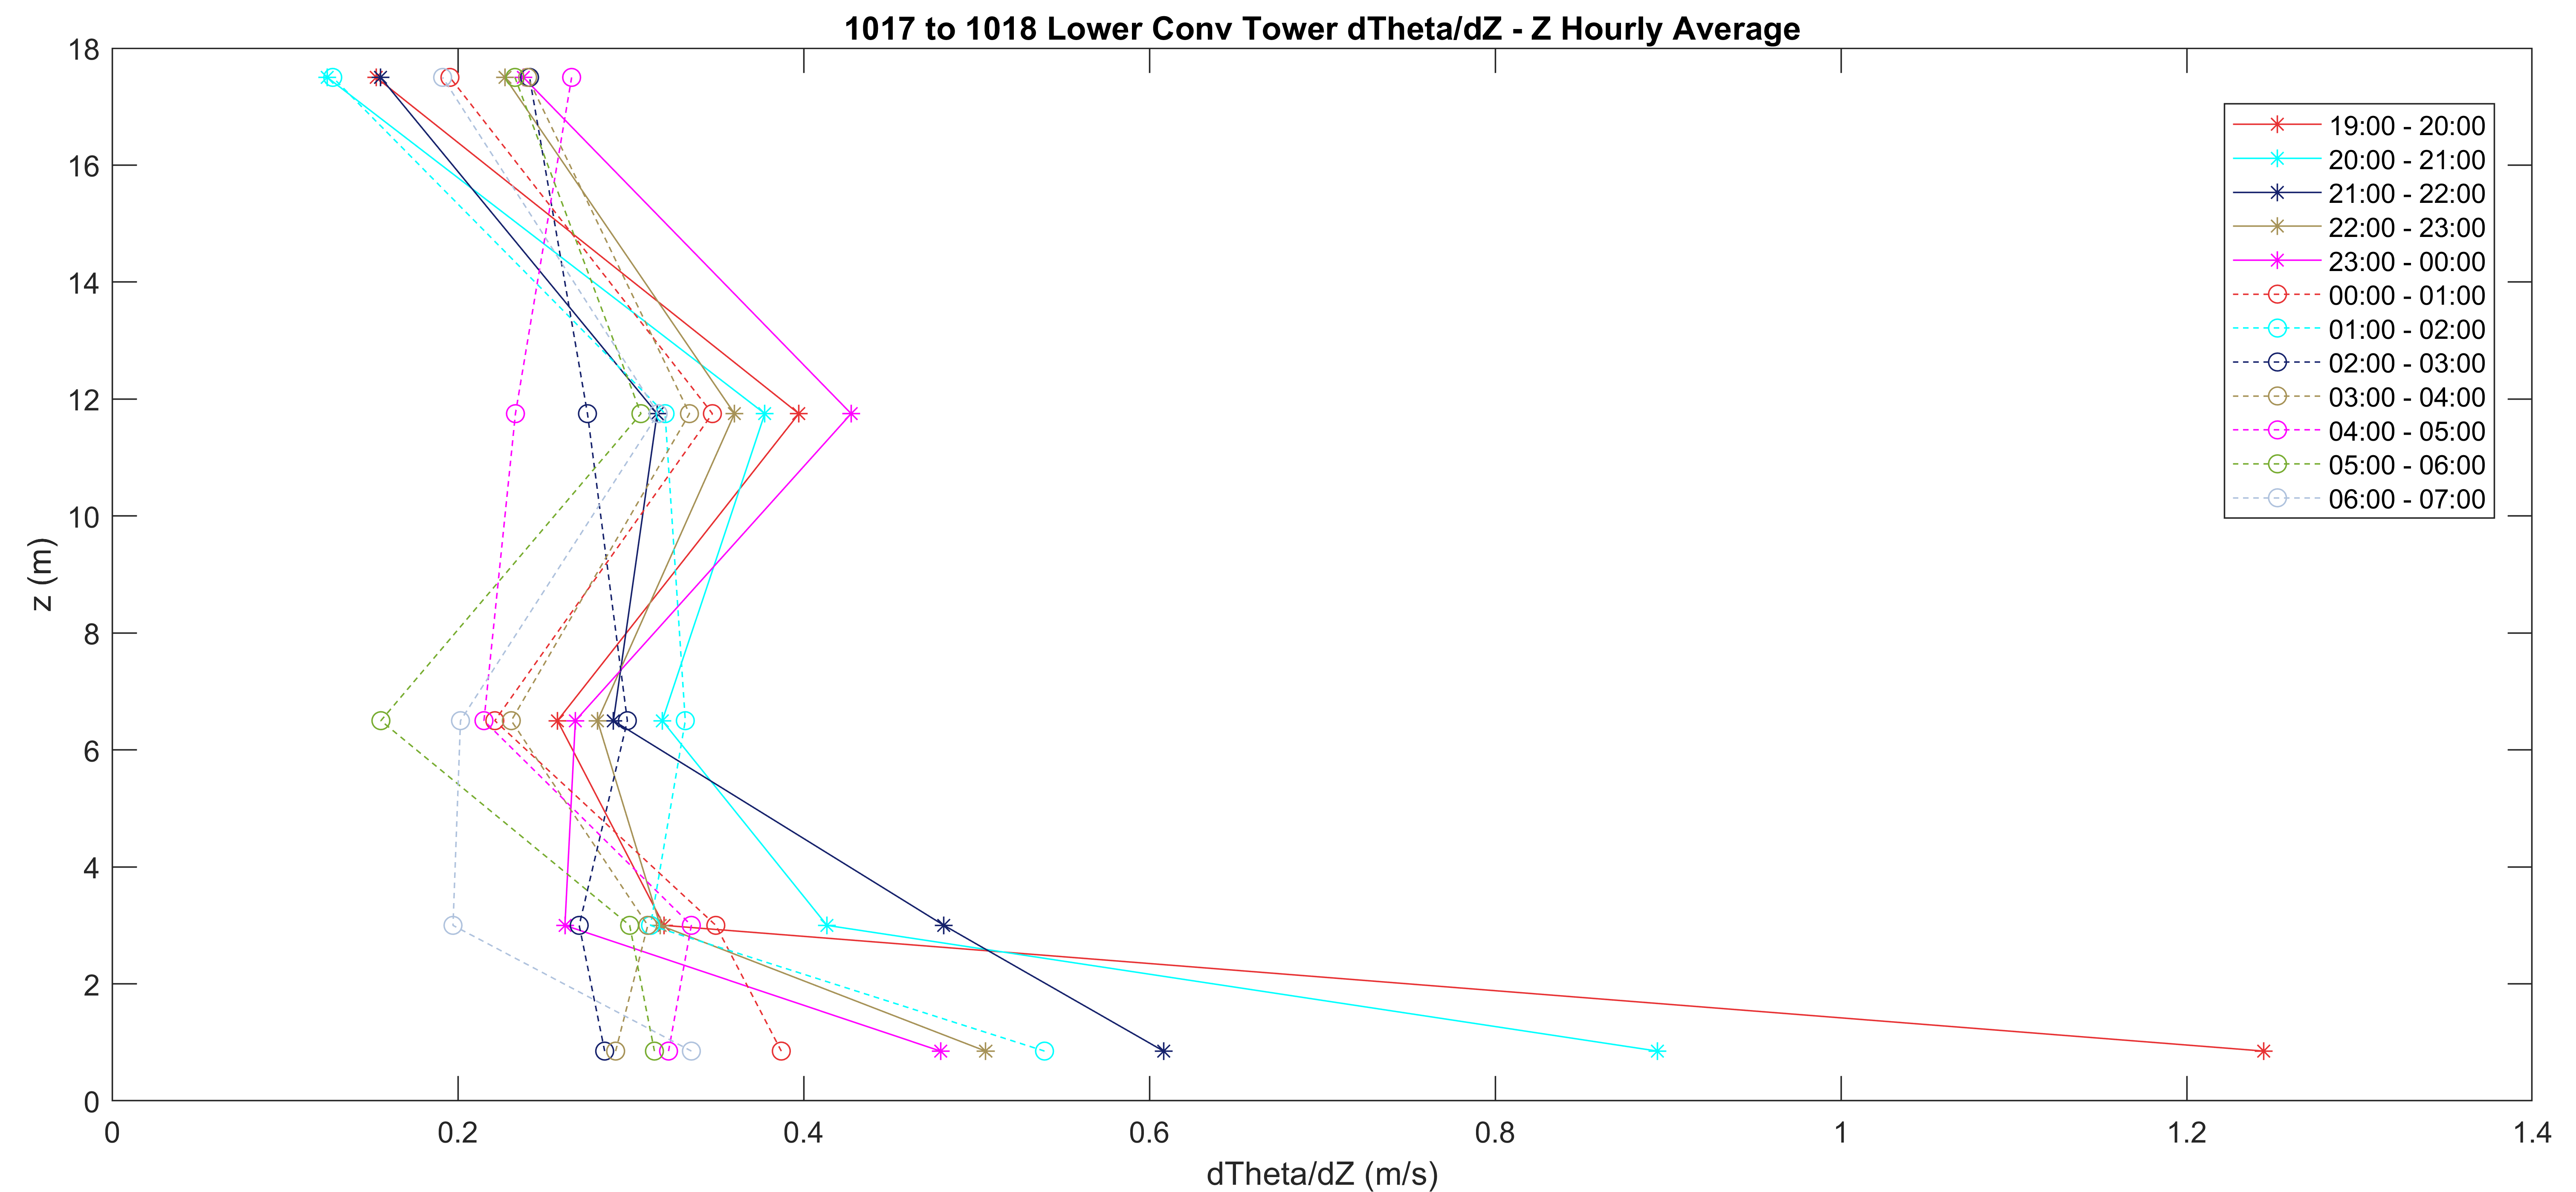 1017 to 1018 Lower Conv Tower dTheta/dZ - Z Hourly Average
18
16
14
12
10
8
6
4
2
0
z (m)
19:00 - 20:00
20:00 - 21:00
21:00 - 22:00
22:00 - 23:00
23:00 - 00:00
00:00 - 01:00
01:00 - 02:00
02:00 - 03:00
03:00 - 04:00
04:00 - 05:00
05:00 - 06:00
06:00 - 07:00
0 0.2 0.4 0.6 0.8 1 1.2 1.4
dTheta/dZ (m/s)